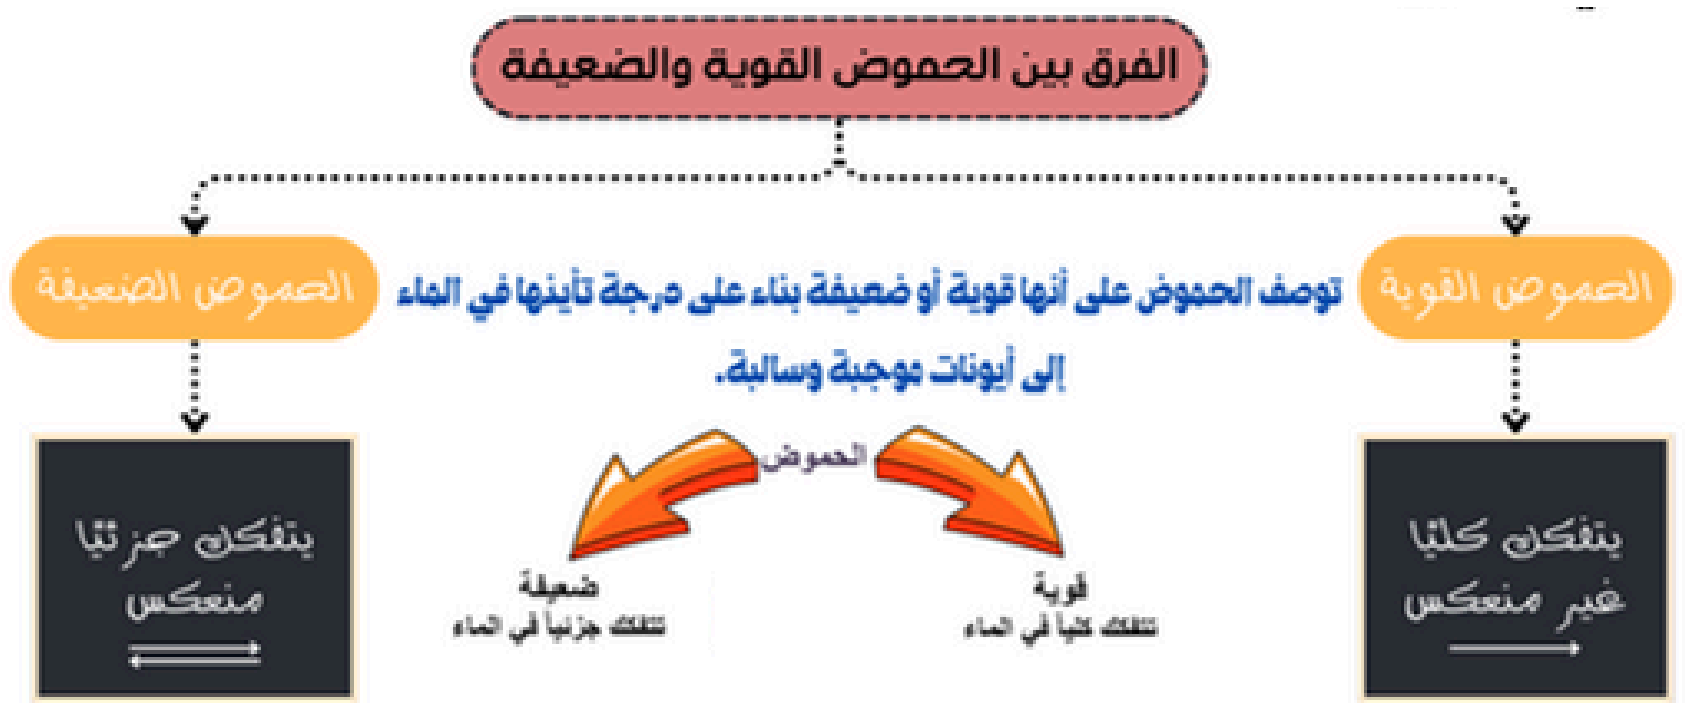 الفرق بين الحموض القوية والضعيفة
الحموض القوية
توصف الحموض على أنها قوية أو ضعيفة بناء على درجة تأينها في الماء
إلى أيونات موجبة وسالبة.
الحموض الضعيفة
الحموض
يتفكك كليًا
غير منعكس
قوية
تتفكك كلياً في الماء
ضعيفة
تتفكك جزئياً في الماء
يتفكك جزئيًا
منعكس